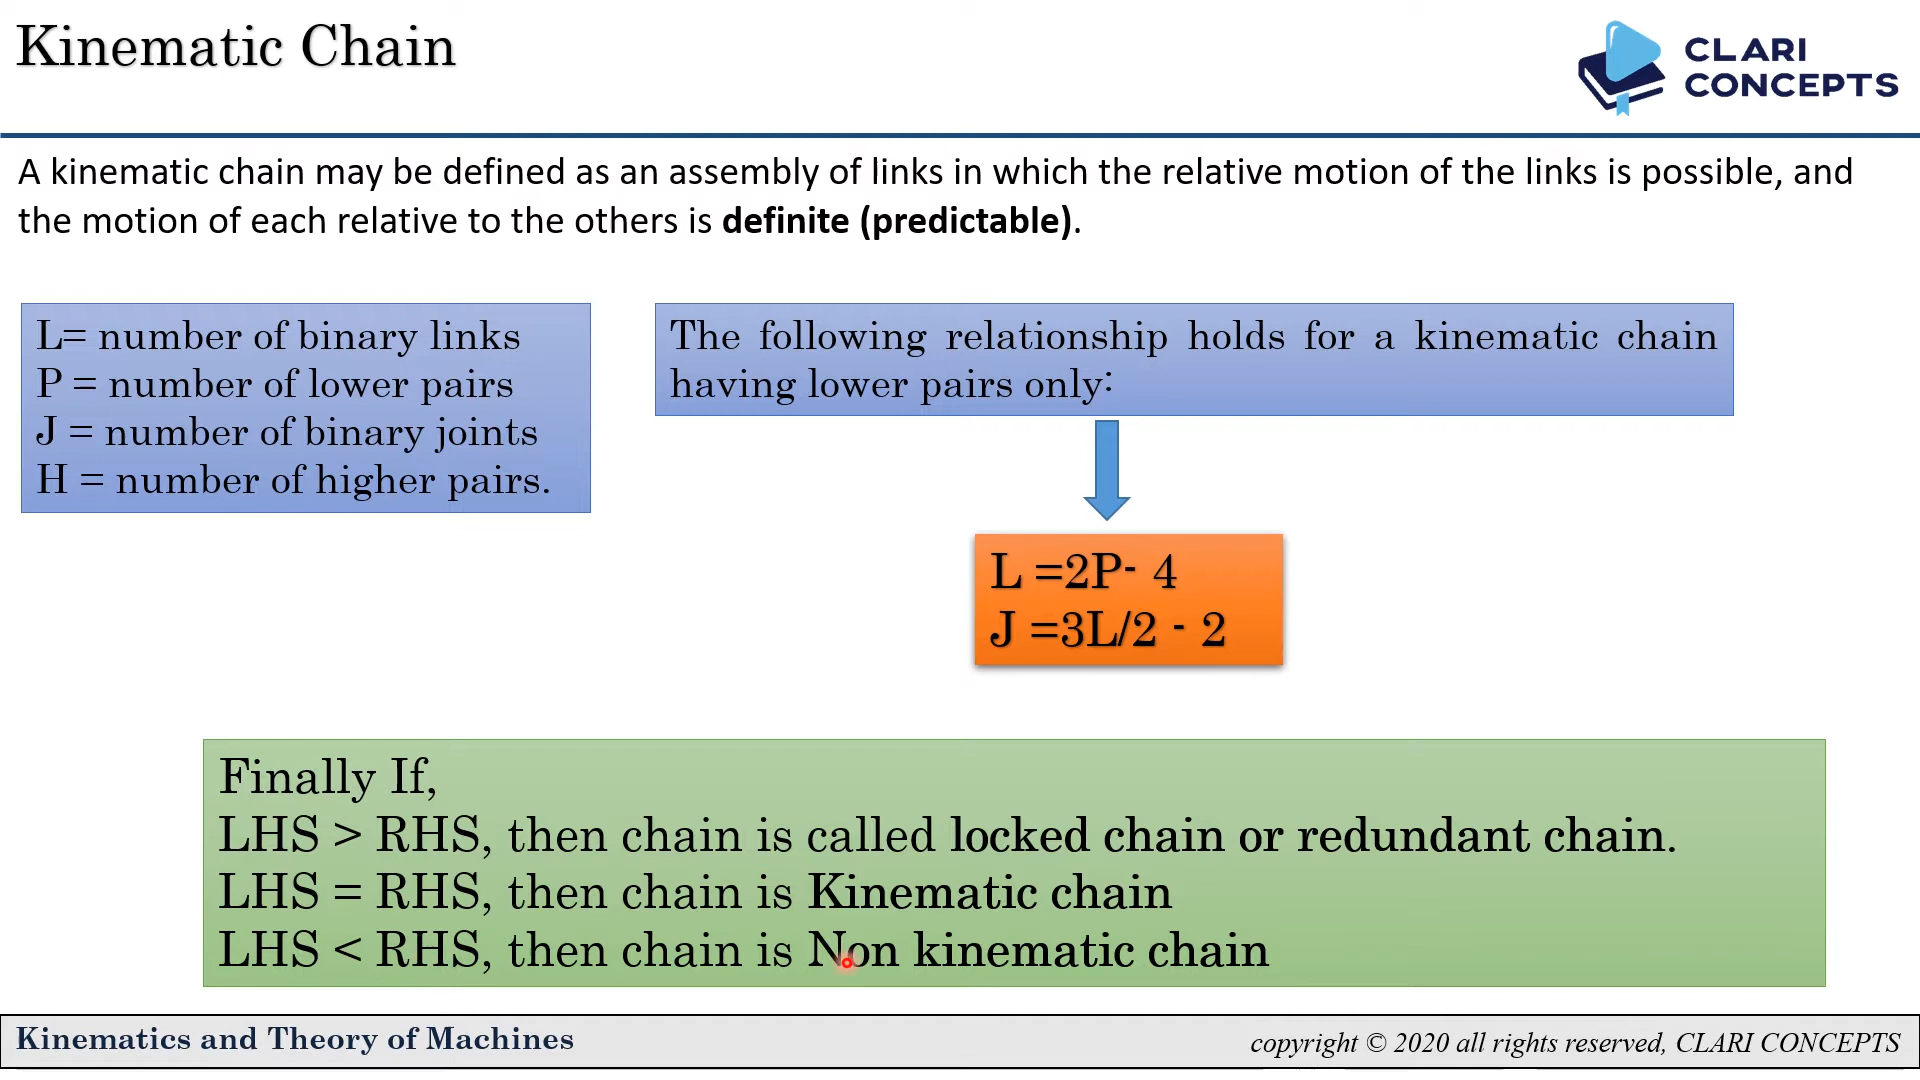 Kinematic Chain
CLARI
CONCEPTS
A kinematic chain may be defined as an assembly of links in which the relative motion of the links is possible, and
the motion of each relative to the others is definite (predictable).
L= number of binary links
P = number of lower pairs
J = number of binary joints
H = number of higher pairs.
The following relationship holds for a kinematic chain
having lower pairs only:
L =2P- 4
J =3L/2 - 2
Finally If,
LHS > RHS, then chain is called locked chain or redundant chain.
LHS = RHS, then chain is Kinematic chain
LHS < RHS, then chain is Non kinematic chain
Kinematics and Theory of Machines
copyright © 2020 all rights reserved, CLARI CONCEPTS